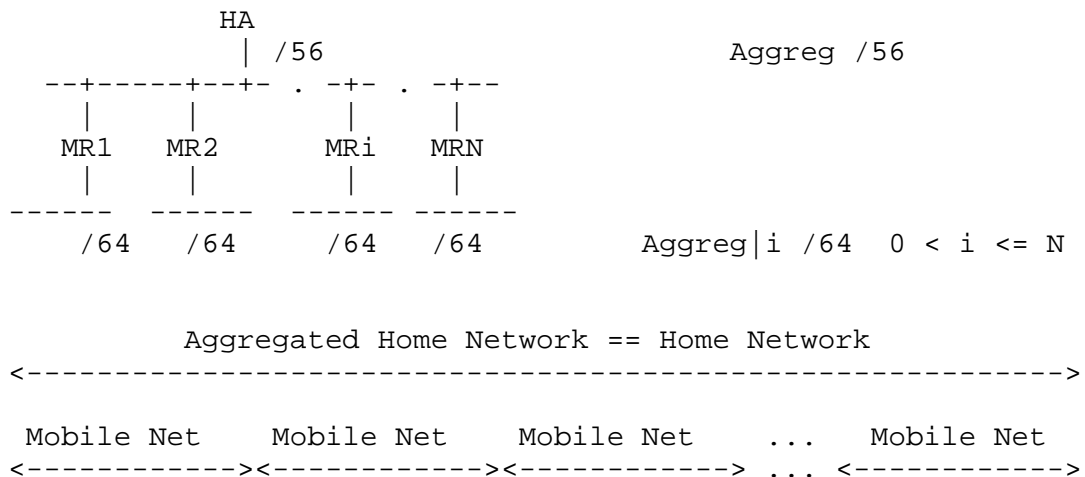 HA
| /56 Aggreg /56
--+-----+--+- . -+- . -+--
| | | |
MR1 MR2 MRi MRN
| | | |
------ ------ ------ ------
/64 /64 /64 /64 Aggreg|i /64 0 < i <= N
Aggregated Home Network == Home Network
<----------------------------------------------------------->
Mobile Net Mobile Net Mobile Net ... Mobile Net
<------------><------------><------------> ... <------------>